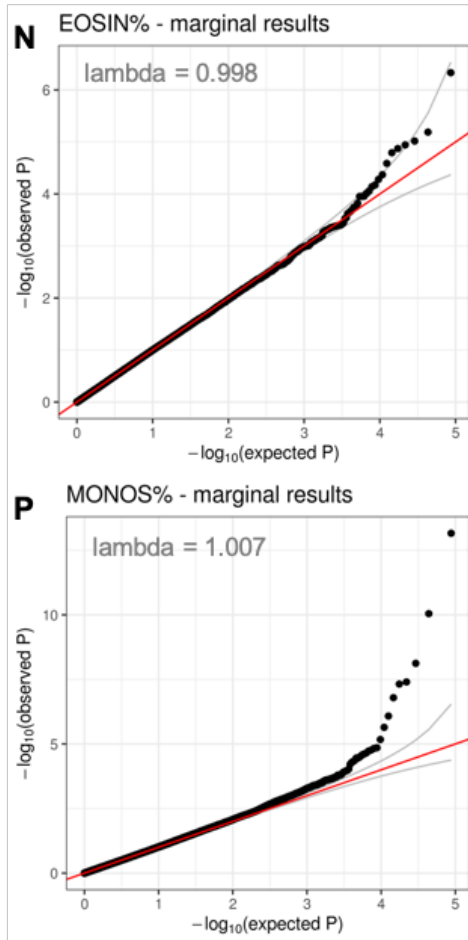 N
EOSIN% - marginal results
lambda = 0.998
6
4
2
0
−log₁₀(observed P)
0 1 2 3 4 5
−log₁₀(expected P)
P
MONOS% - marginal results
lambda = 1.007
10
5
0
−log₁₀(observed P)
0 1 2 3 4 5
−log₁₀(expected P)